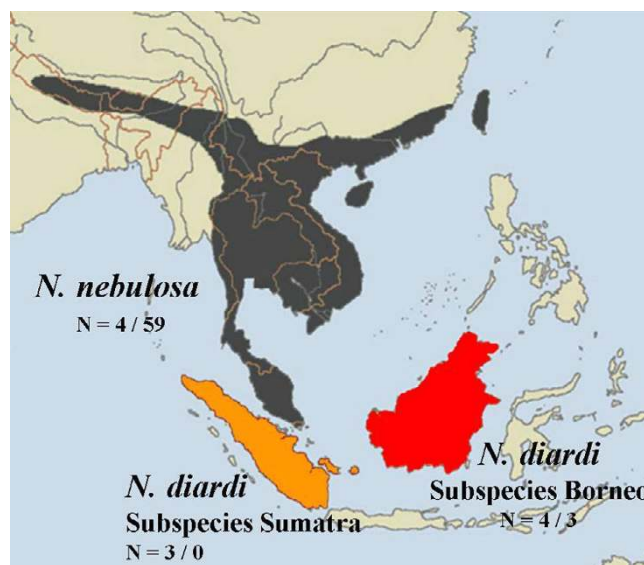 N. nebulosa
N = 4 / 59
N. diardi
Subspecies Borneo
N = 4 / 3
N. diardi
Subspecies Sumatra
N = 3 / 0